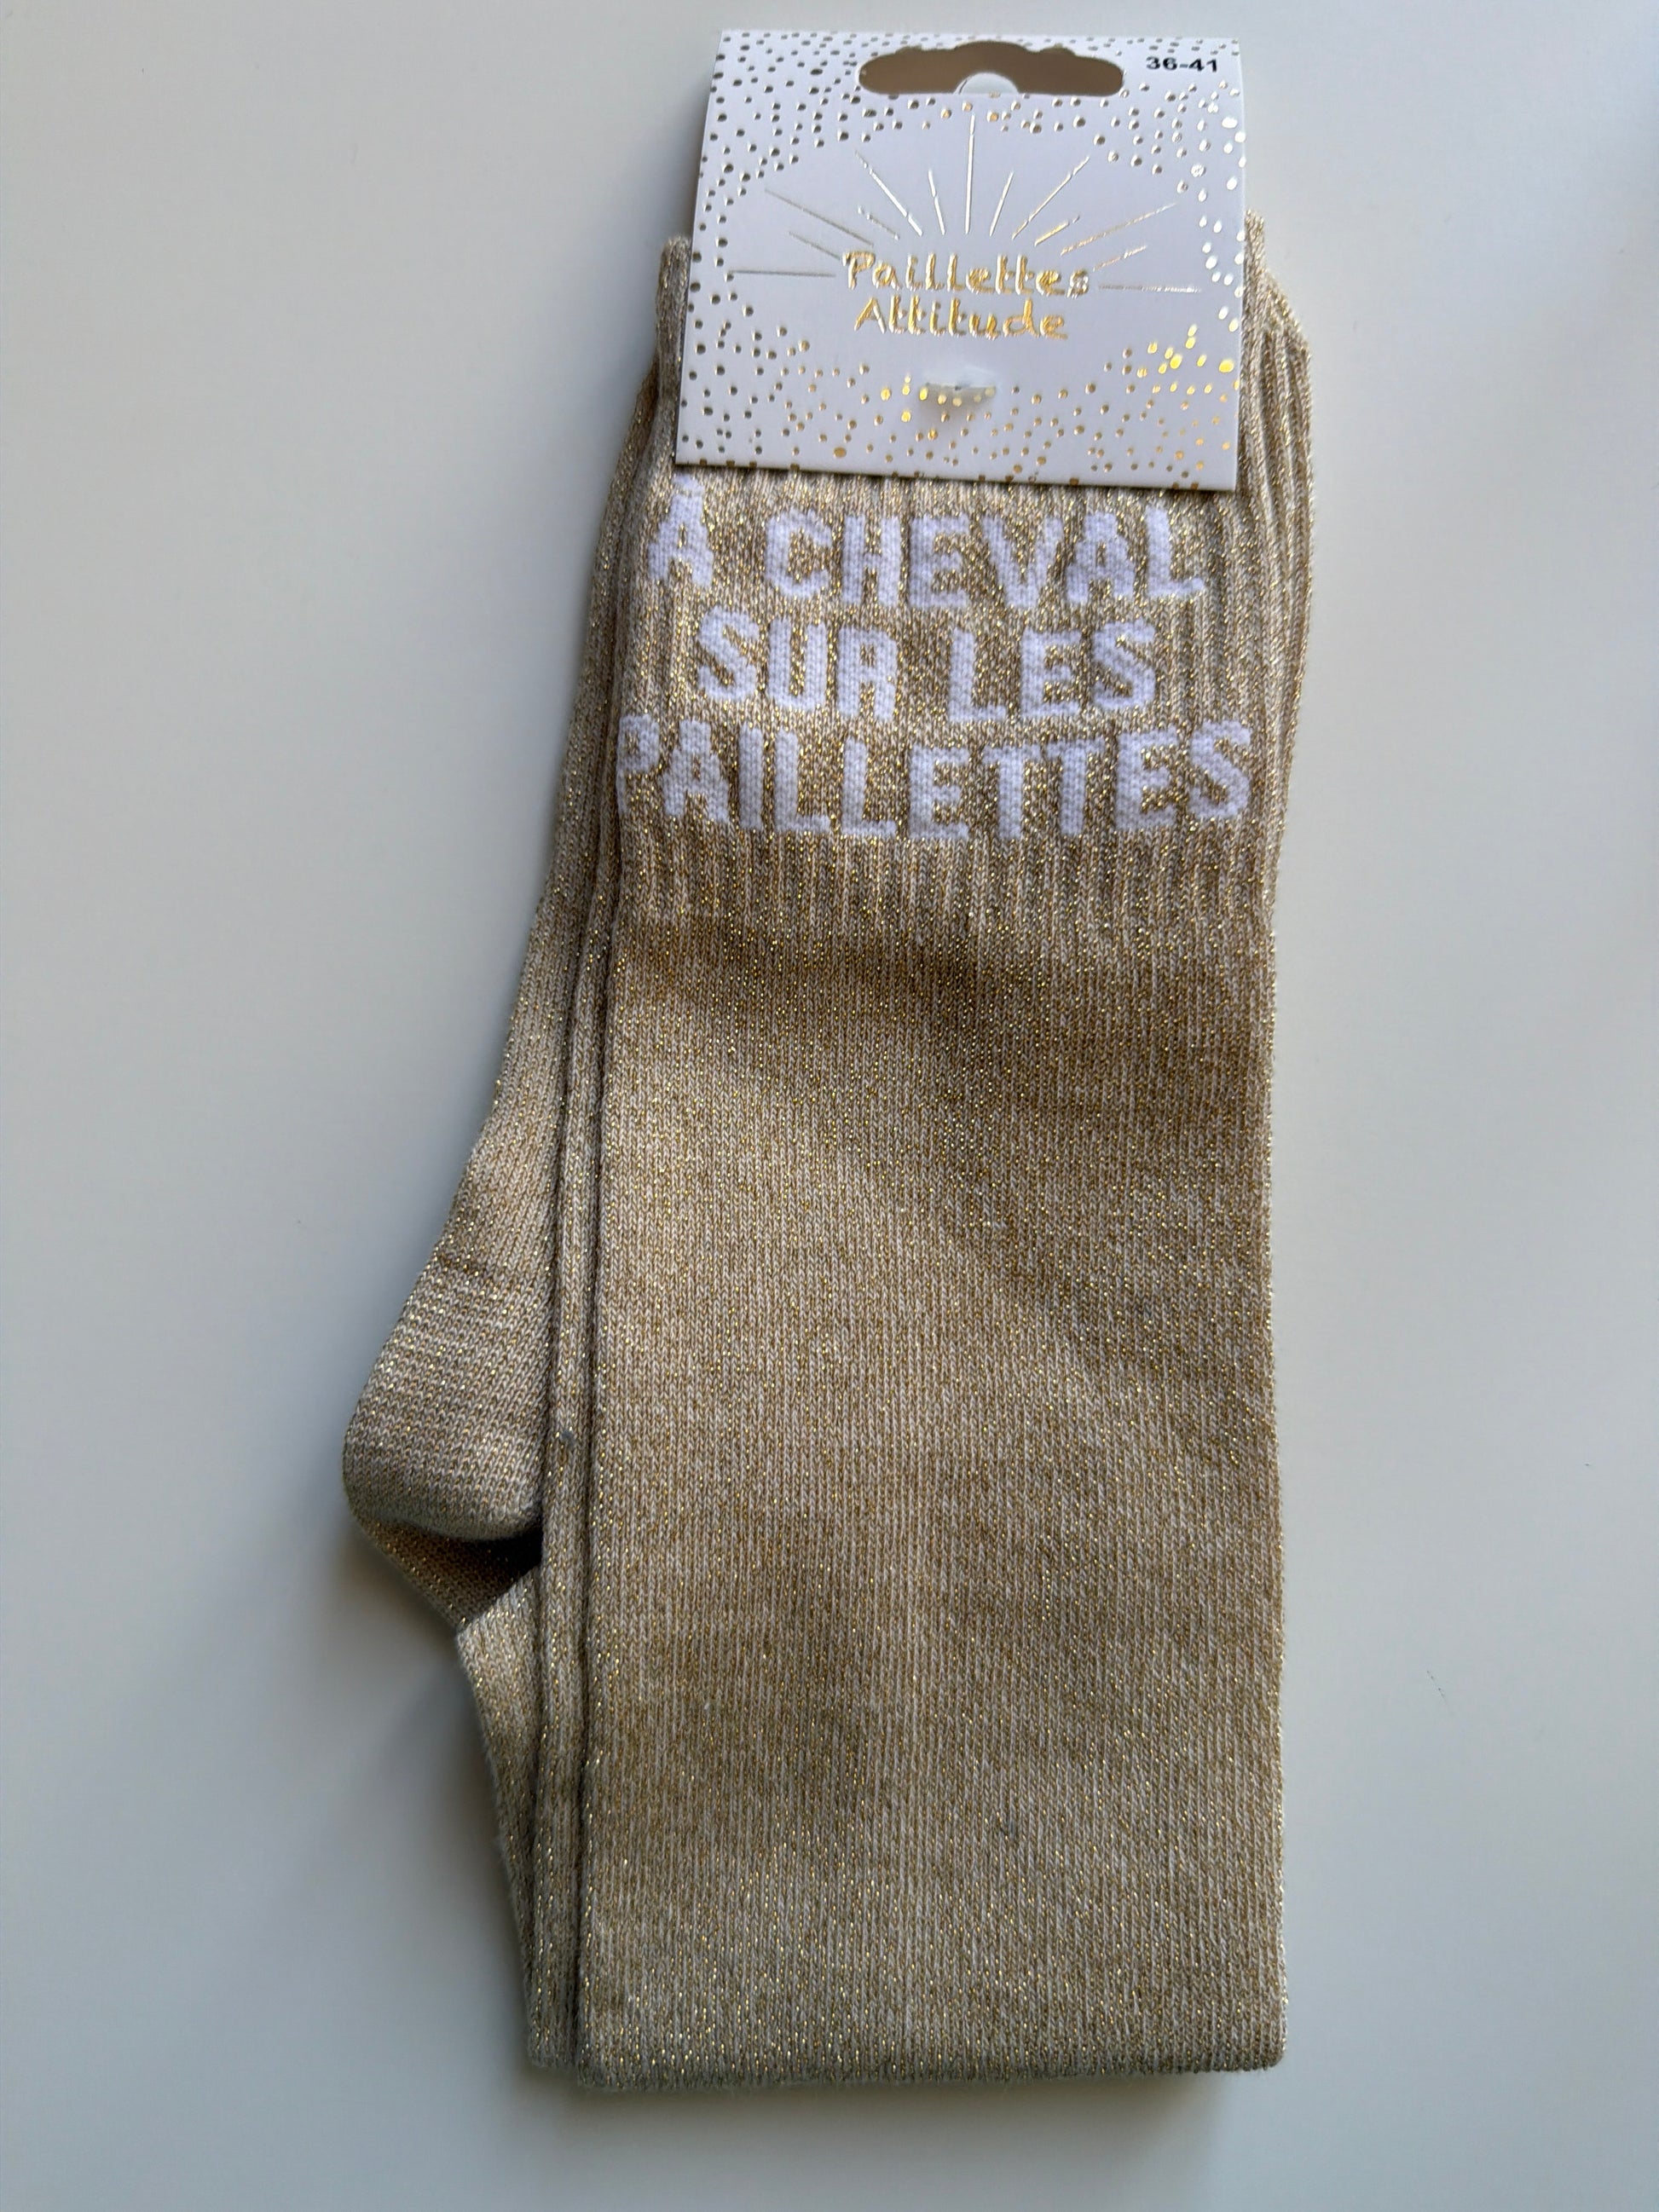 36-41
Paillettes
Attitude
À CHEVAL
SUR LES
PAILLETTES